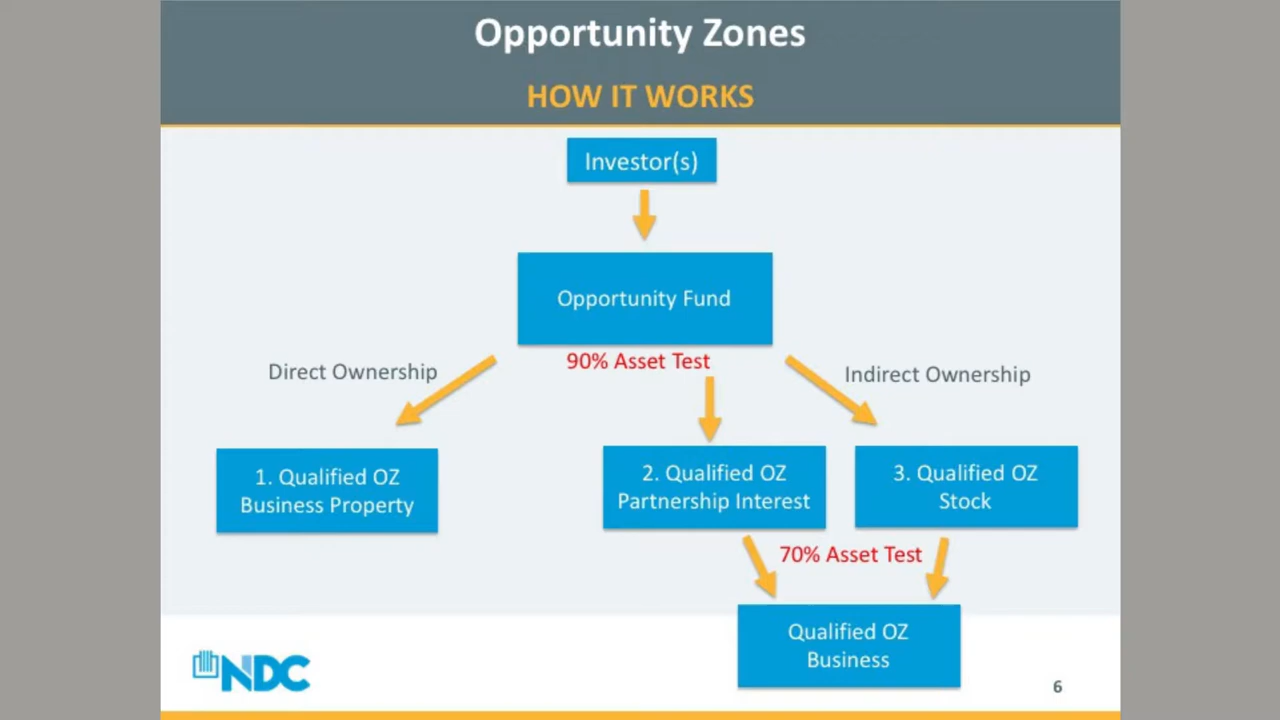 Opportunity Zones
HOW IT WORKS
Investor(s)
Opportunity Fund
90% Asset Test
Direct Ownership
Indirect Ownership
1. Qualified OZ
Business Property
2. Qualified OZ
Partnership Interest
3. Qualified OZ
Stock
70% Asset Test
Qualified OZ
Business
NDC
6